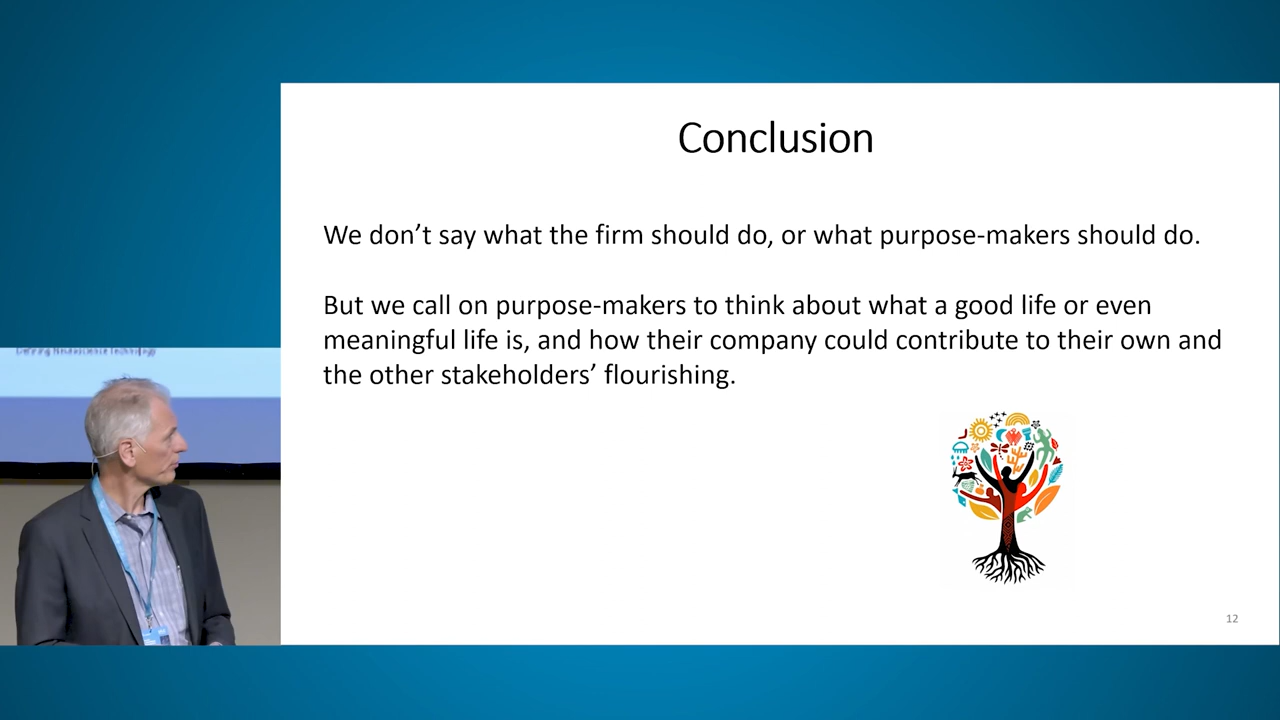 Conclusion
We don’t say what the firm should do, or what purpose-makers should do.
But we call on purpose-makers to think about what a good life or even
meaningful life is, and how their company could contribute to their own and
the other stakeholders’ flourishing.
12